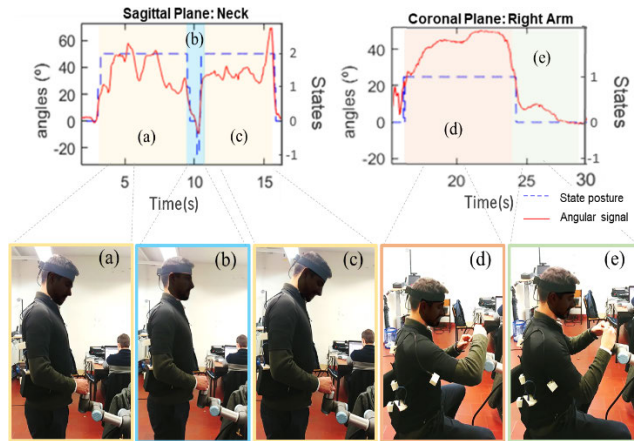 Sagittal Plane: Neck
Coronal Plane: Right Arm
60
40
20
0
-20
angles (º)
(b)
(a)
(c)
2
1
0
-1
States
5
10
15
Time(s)
40
20
0
-20
angles (º)
(e)
(d)
2
1
0
-1
States
20
25
30
Time(s)
State posture
Angular signal
(a)
(b)
(c)
(d)
(e)